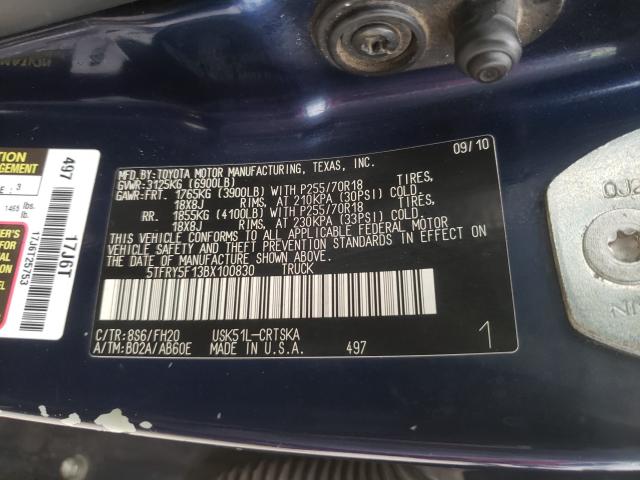 MFD. BY:TOYOTA MOTOR MANUFACTURING, TEXAS, INC. 09/10
GVWR:3125KG (6900LB)
GAWR:FRT. 1765KG (3900LB) WITH P255/70R18 TIRES,
18X8J RIMS, AT 210KPA (30PSI) COLD.
RR. 1855KG (4100LB) WITH P255/70R18 TIRES,
18X8J RIMS, AT 230KPA (33PSI) COLD.
THIS VEHICLE CONFORMS TO ALL APPLICABLE FEDERAL MOTOR
VEHICLE SAFETY AND THEFT PREVENTION STANDARDS IN EFFECT ON
THE DATE OF MANUFACTURE SHOWN ABOVE.
5TFRY5F13BX100830 TRUCK
C/TR:8S6/FH20 USK51L-CRTSKA
A/TM:B02A/AB60E MADE IN U.S.A. 497 1
497
17J6T
17J6T25753
3
lbs.